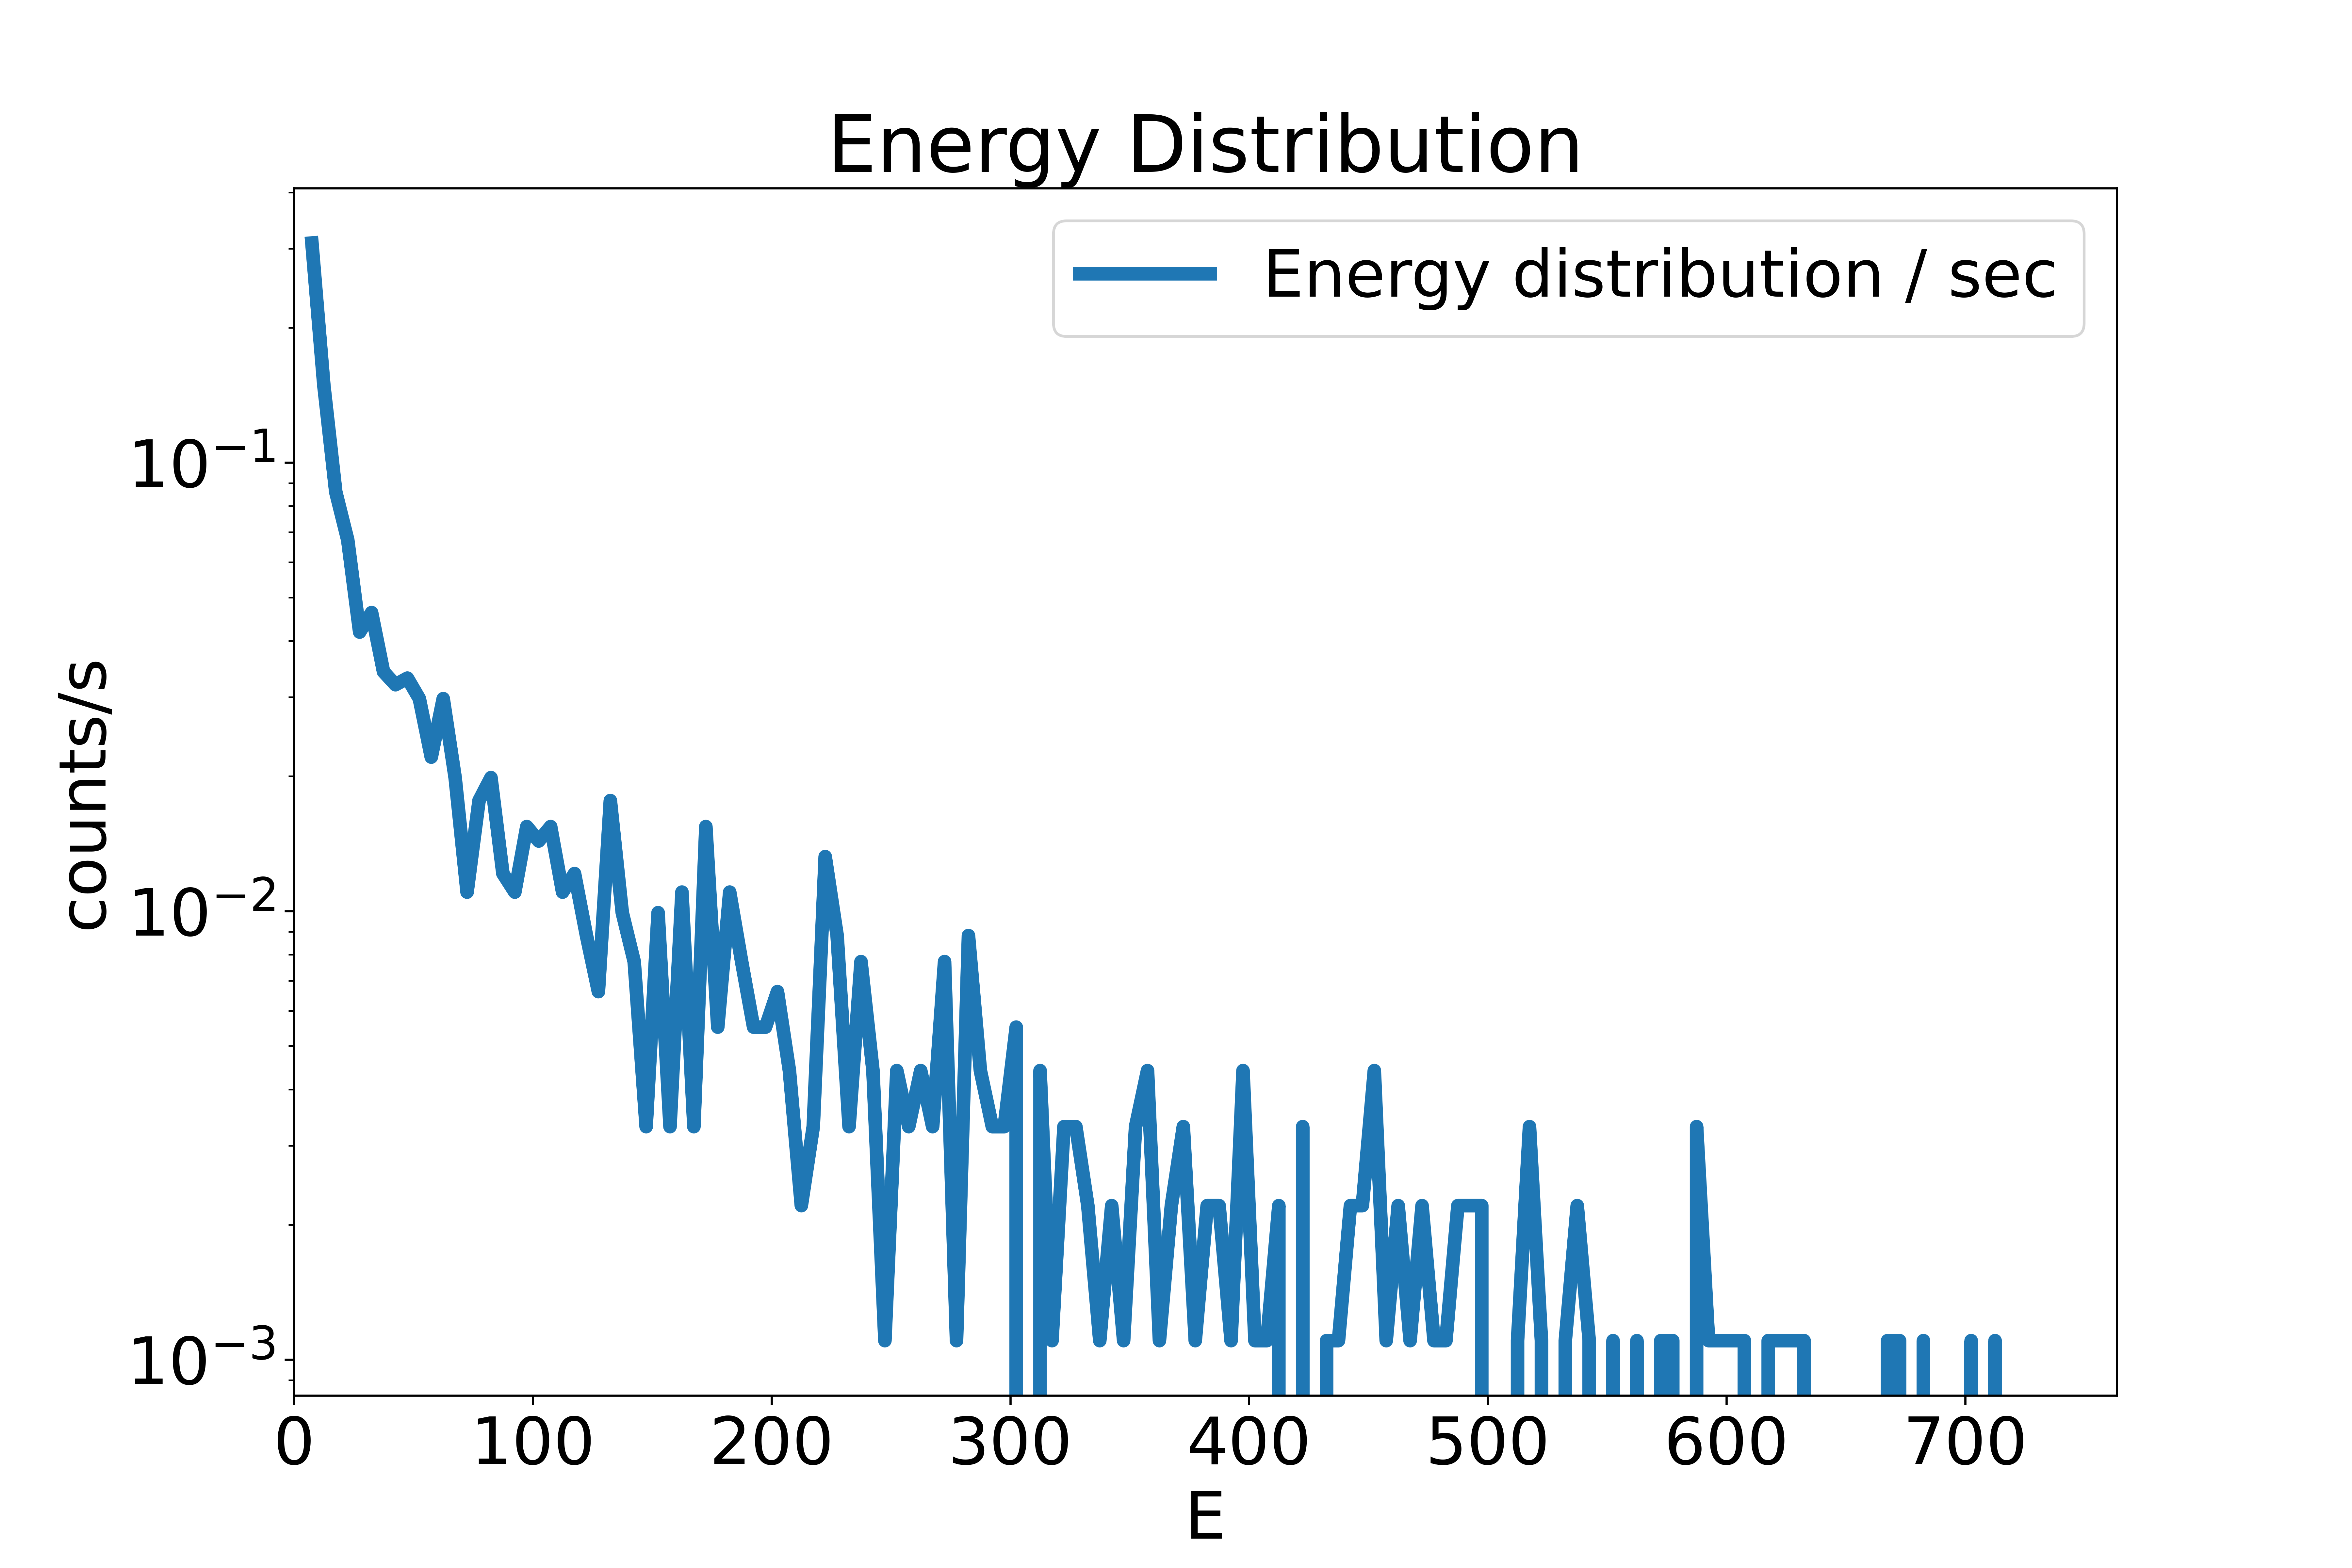 Energy Distribution
Energy distribution / sec
counts/s
10⁻¹
10⁻²
10⁻³
0 100 200 300 400 500 600 700
E